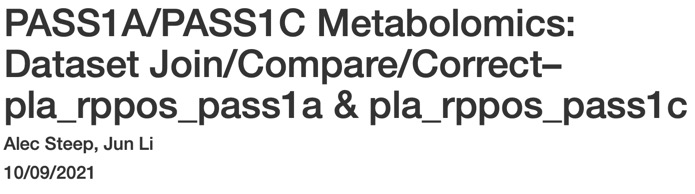 PASS1A/PASS1C Metabolomics:
Dataset Join/Compare/Correct–
pla_rppos_pass1a & pla_rppos_pass1c
Alec Steep, Jun Li
10/09/2021